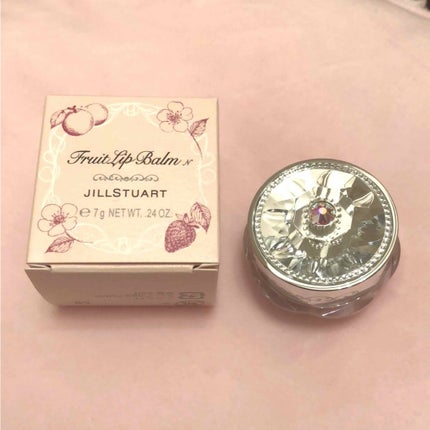 Fruit Lip Balm N
JILLSTUART
℮ 7g NET WT. .24 OZ.